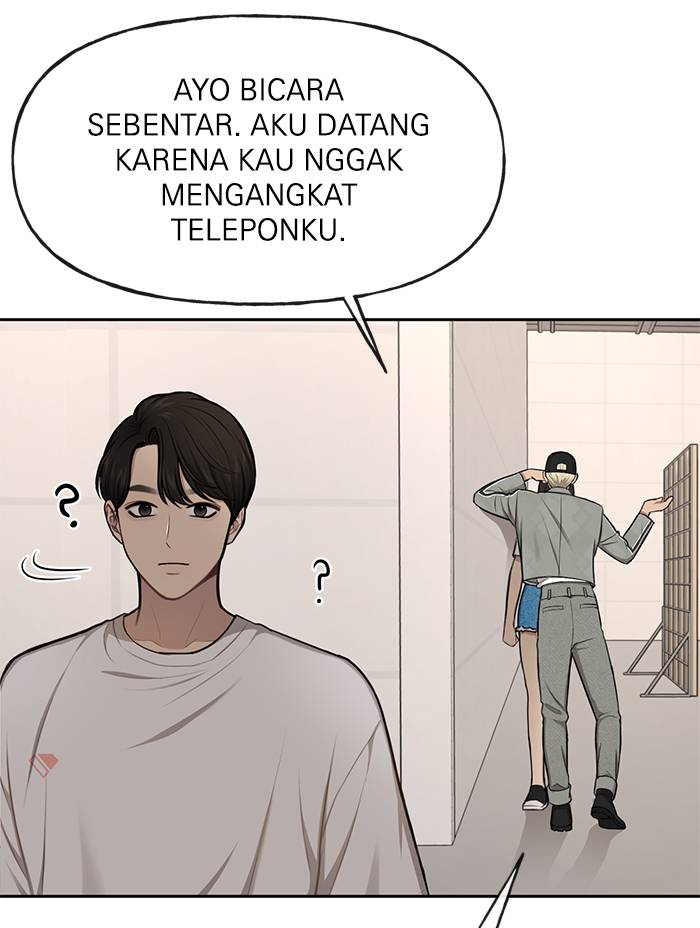 AYO BICARA
SEBENTAR. AKU DATANG
KARENA KAU NGGAK
MENGANGKAT
TELEPONKU.
?
?